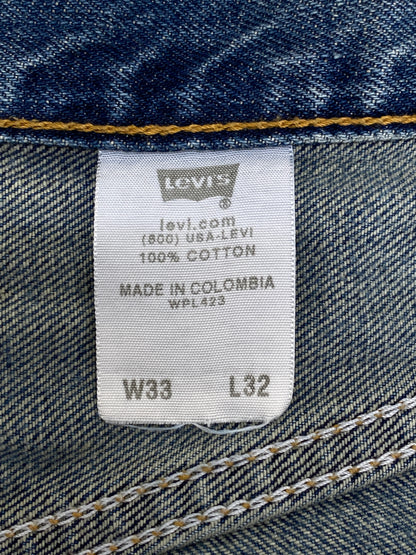 LEVI'S
®
levi.com
(800) USA-LEVI
100% COTTON
MADE IN COLOMBIA
WPL423
W33 L32